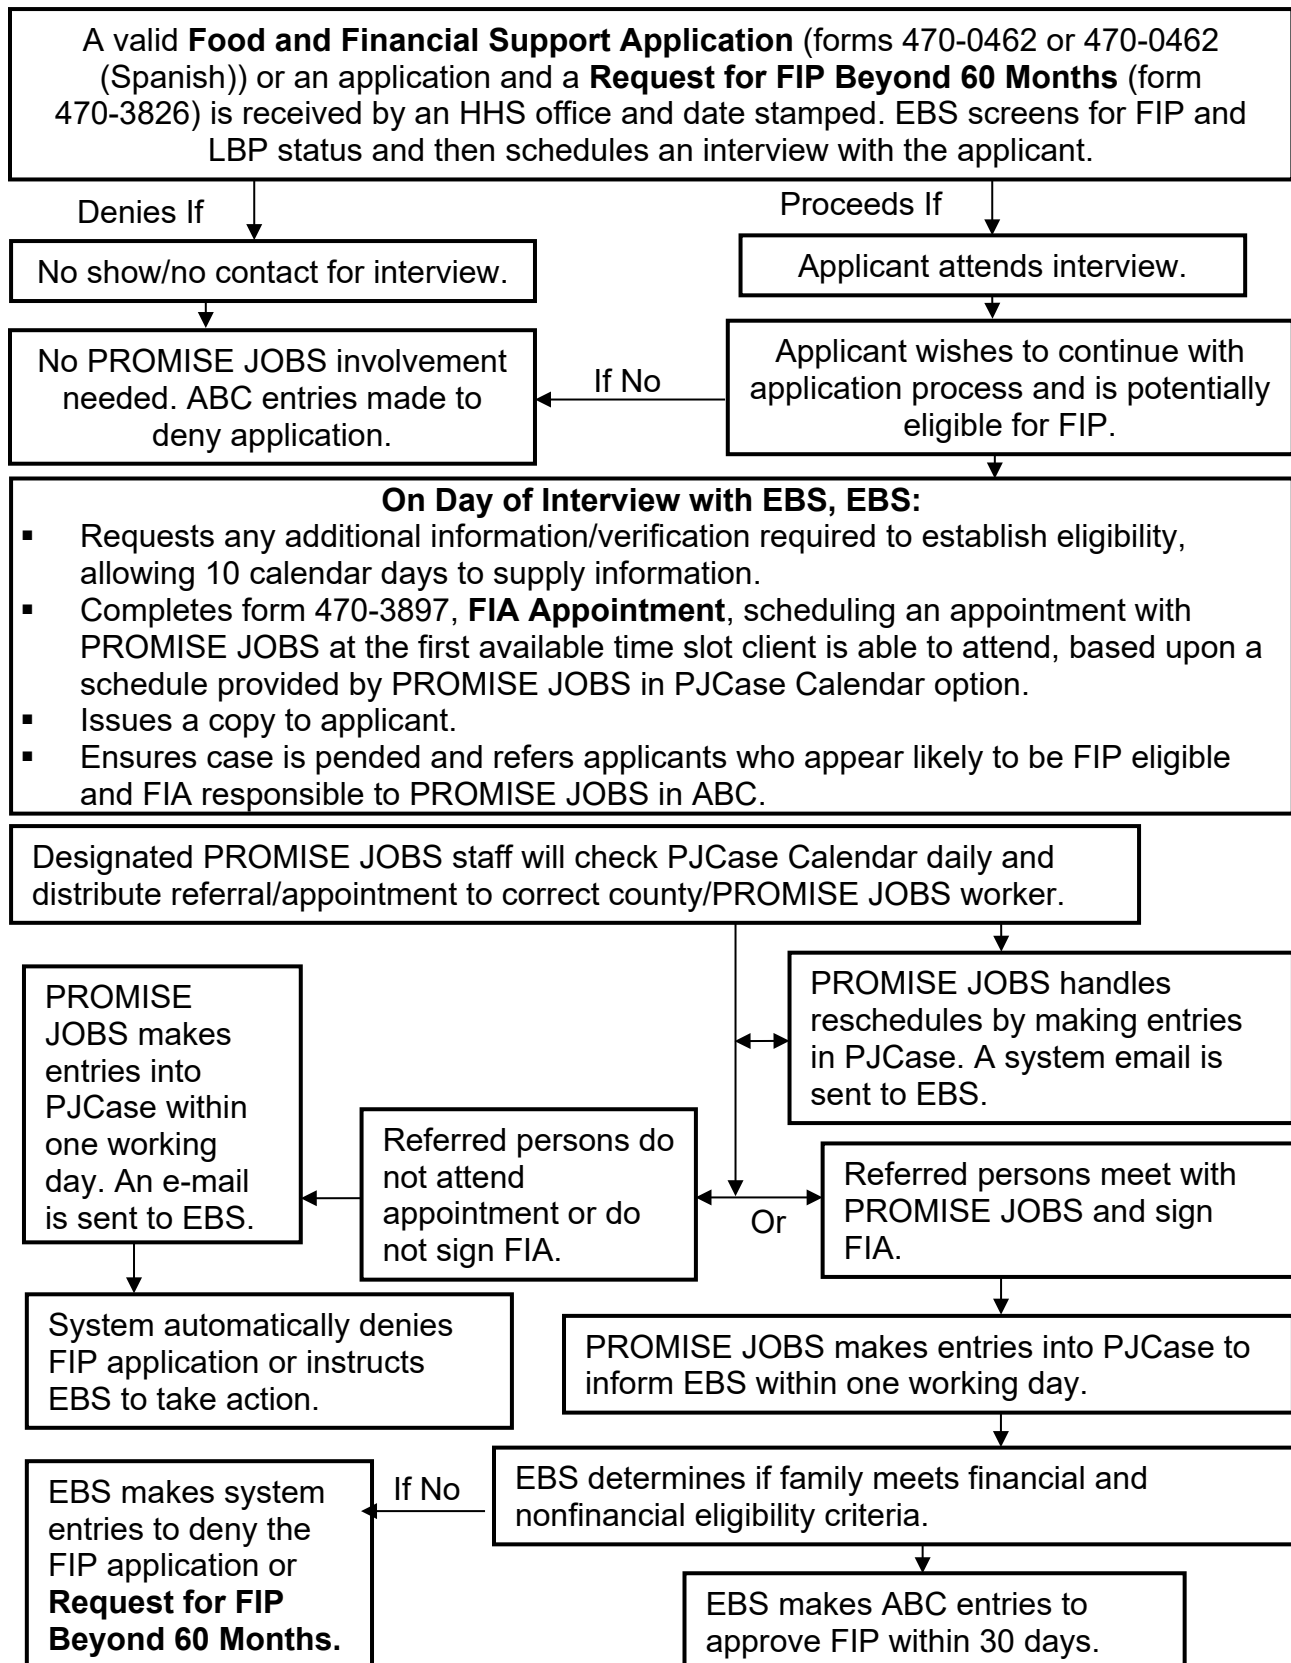 A valid Food and Financial Support Application (forms 470-0462 or 470-0462
(Spanish)) or an application and a Request for FIP Beyond 60 Months (form
470-3826) is received by an HHS office and date stamped. EBS screens for FIP and
LBP status and then schedules an interview with the applicant.
Denies If
Proceeds If
No show/no contact for interview.
Applicant attends interview.
No PROMISE JOBS involvement
needed. ABC entries made to
deny application.
If No
Applicant wishes to continue with
application process and is potentially
eligible for FIP.
On Day of Interview with EBS, EBS:
▪ Requests any additional information/verification required to establish eligibility,
allowing 10 calendar days to supply information.
▪ Completes form 470-3897, FIA Appointment, scheduling an appointment with
PROMISE JOBS at the first available time slot client is able to attend, based upon a
schedule provided by PROMISE JOBS in PJCase Calendar option.
▪ Issues a copy to applicant.
▪ Ensures case is pended and refers applicants who appear likely to be FIP eligible
and FIA responsible to PROMISE JOBS in ABC.
Designated PROMISE JOBS staff will check PJCase Calendar daily and
distribute referral/appointment to correct county/PROMISE JOBS worker.
PROMISE JOBS handles
reschedules by making entries
in PJCase. A system email is
sent to EBS.
PROMISE
JOBS makes
entries into
PJCase within
one working
day. An e-mail
is sent to EBS.
Referred persons do
not attend
appointment or do
not sign FIA.
Or
Referred persons meet with
PROMISE JOBS and sign
FIA.
System automatically denies
FIP application or instructs
EBS to take action.
PROMISE JOBS makes entries into PJCase to
inform EBS within one working day.
EBS makes system
entries to deny the
FIP application or
Request for FIP
Beyond 60 Months.
If No
EBS determines if family meets financial and
nonfinancial eligibility criteria.
EBS makes ABC entries to
approve FIP within 30 days.